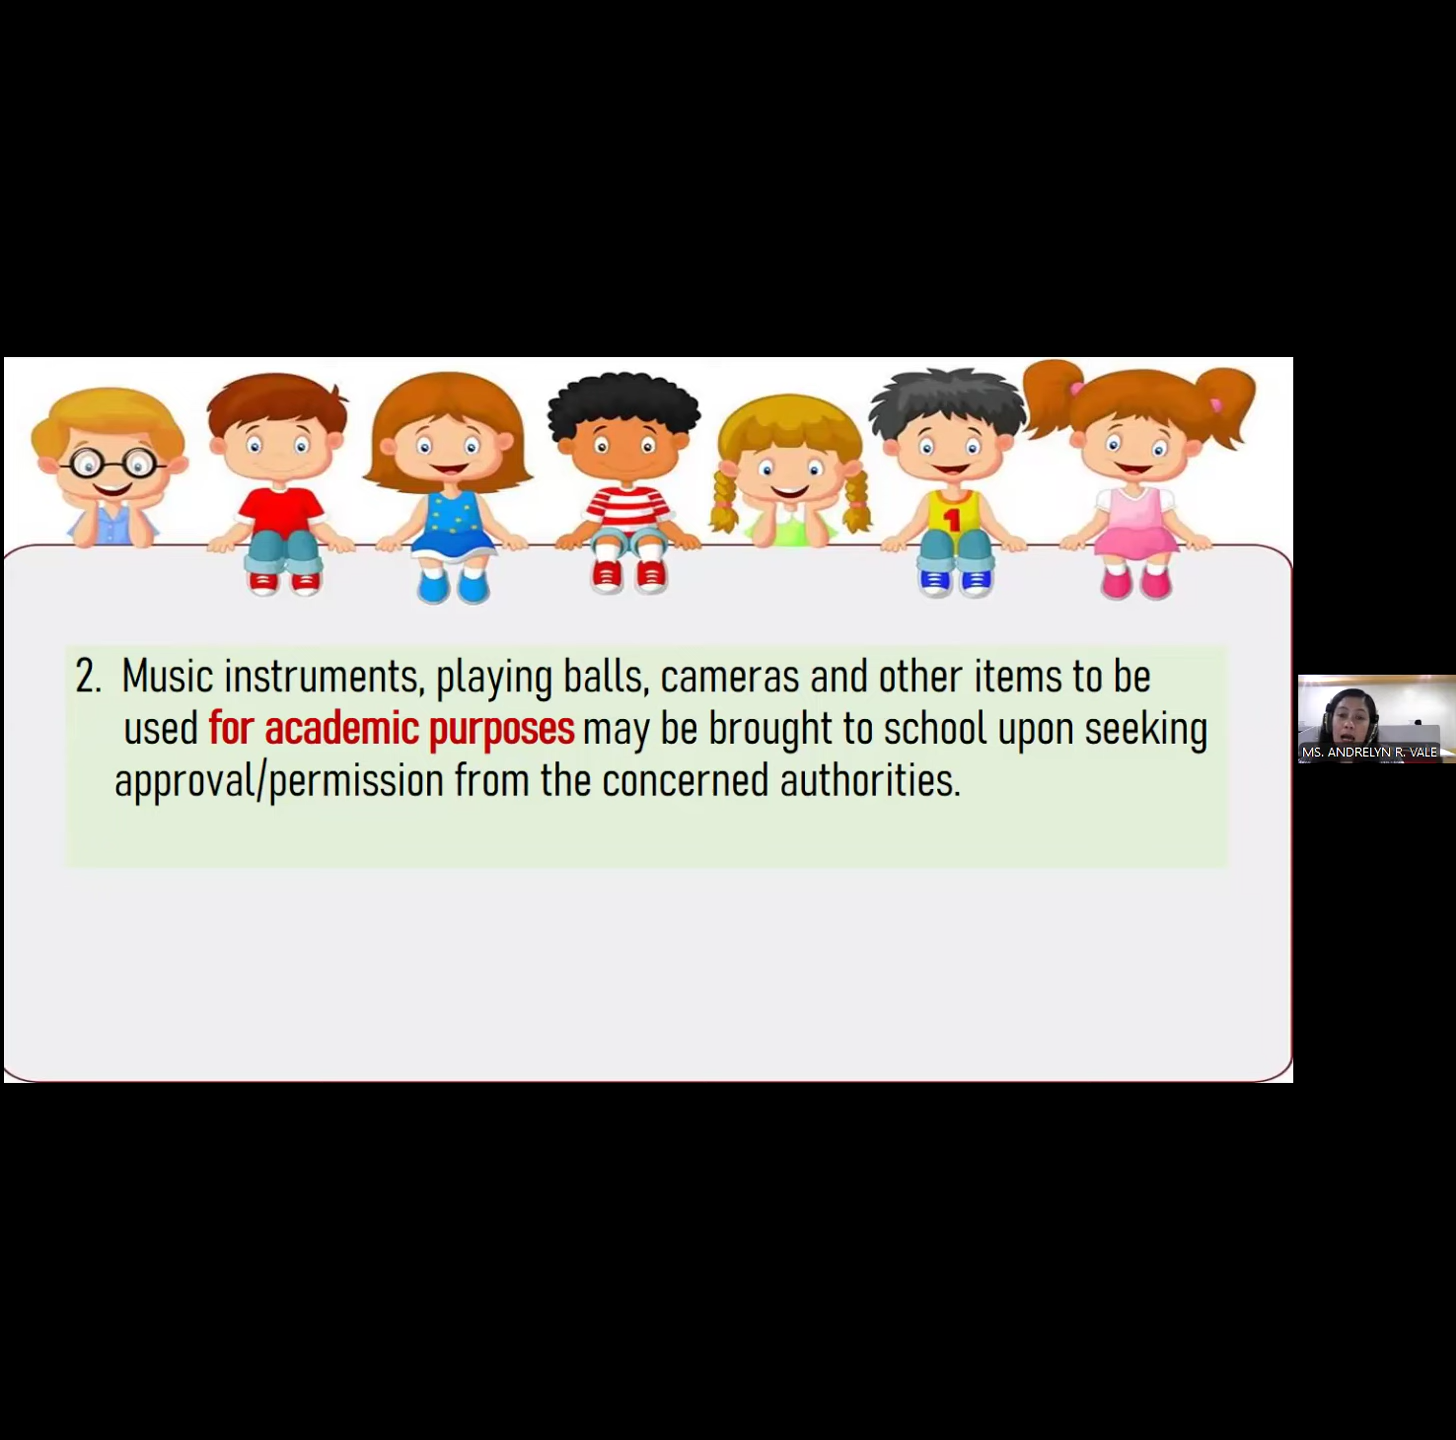 1
2. Music instruments, playing balls, cameras and other items to be
used for academic purposes may be brought to school upon seeking
approval/permission from the concerned authorities.
MS. ANDRELYN R. VALE